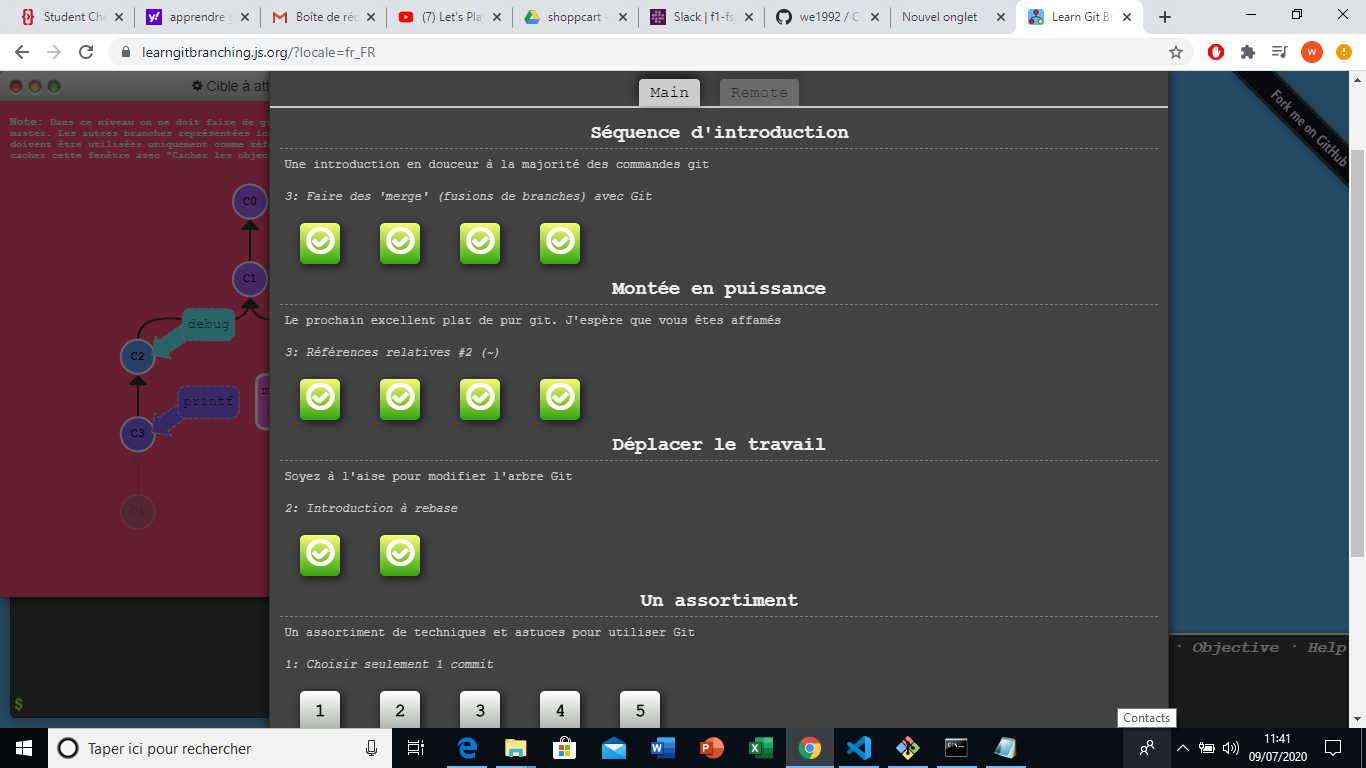 Student Che
apprendre g
Boîte de réc
(7) Let's Pla
shoppcart -
Slack | f1-fs
we1992 / C
Nouvel onglet
Learn Git Br
learngitbranching.js.org/?locale=fr_FR
w
Cible à att
Note: Dans ce niveau on ne doit faire de g
master. Les autres branches représentées ic
doivent être utilisées uniquement comme réf
cacher cette fenêtre avec "Cacher les objec
C0
C1
debug
C2
printf
m
C3
C4
$
Main
Remote
Séquence d'introduction
Une introduction en douceur à la majorité des commandes git
3: Faire des 'merge' (fusions de branches) avec Git
Montée en puissance
Le prochain excellent plat de pur git. J'espère que vous êtes affamés
3: Références relatives #2 (~)
Déplacer le travail
Soyez à l'aise pour modifier l'arbre Git
2: Introduction à rebase
Un assortiment
Un assortiment de techniques et astuces pour utiliser Git
1: Choisir seulement 1 commit
1 2 3 4 5
Fork me on GitHub
· Objective · Help
Contacts
Taper ici pour rechercher
11:41
09/07/2020